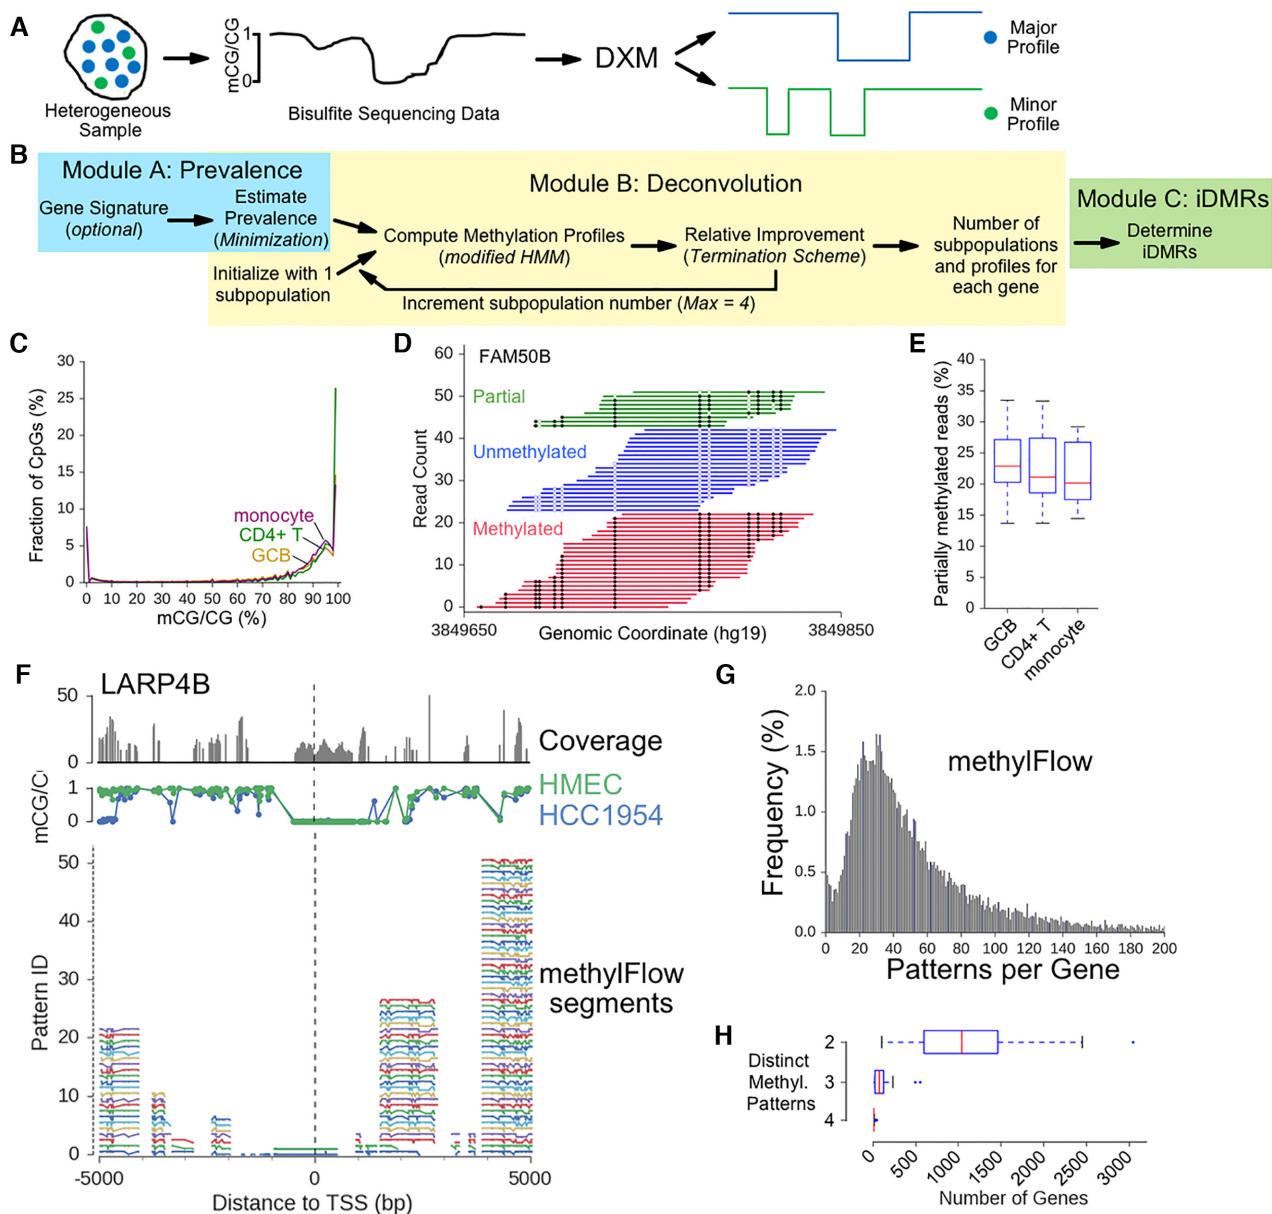 A
mCG/CG
1
0
Heterogeneous
Sample
Bisulfite Sequencing Data
DXM
Major
Profile
Minor
Profile
B
Module A: Prevalence
Gene Signature
(optional)
Estimate
Prevalence
(Minimization)
Initialize with 1
subpopulation
Module B: Deconvolution
Compute Methylation Profiles
(modified HMM)
Relative Improvement
(Termination Scheme)
Increment subpopulation number (Max = 4)
Number of
subpopulations
and profiles for
each gene
Module C: iDMRs
Determine
iDMRs
C
Fraction of CpGs (%)
30
25
20
15
10
5
0
monocyte
CD4+ T
GCB
0 10 20 30 40 50 60 70 80 90 100
mCG/CG (%)
D
FAM50B
Read Count
60
50
40
30
20
10
0
Partial
Unmethylated
Methylated
3849650
3849850
Genomic Coordinate (hg19)
E
Partially methylated reads (%)
40
35
30
25
20
15
10
5
0
GCB
CD4+ T
monocyte
F
LARP4B
50
0
Coverage
mCG/C
1
0
HMEC
HCC1954
Pattern ID
50
40
30
20
10
0
methylFlow
segments
-5000 0 5000
Distance to TSS (bp)
G
Frequency (%)
2.0
1.5
1.0
0.5
0.0
methylFlow
0 20 40 60 80 100 120 140 160 180 200
Patterns per Gene
H
Distinct
Methyl.
Patterns
2
3
4
0 500 1000 1500 2000 2500 3000
Number of Genes